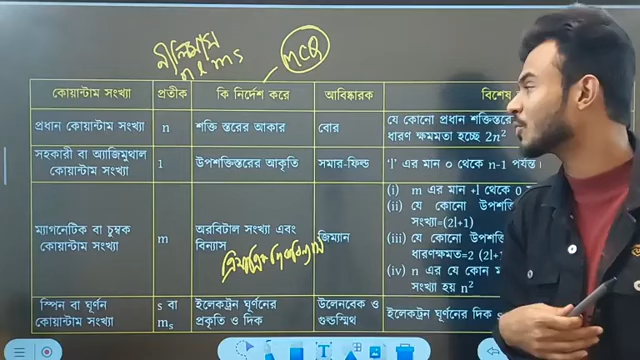 নীলিমাস
n l m s
MCQ
কোয়ান্টাম সংখ্যা
প্রতীক
কি নির্দেশ করে
আবিষ্কারক
বিশেষ
প্রধান কোয়ান্টাম সংখ্যা
n
শক্তি স্তরের আকার
বোর
যে কোনো প্রধান শক্তিস্তরের
ধারণ ক্ষমমতা হচ্ছে 2n²
সহকারী বা অ্যাজিমুথাল
কোয়ান্টাম সংখ্যা
l
উপশক্তিস্তরের আকৃতি
সমার-ফিল্ড
'l' এর মান ০ থেকে n-1 পর্যন্ত।
ম্যাগনেটিক বা চুম্বক
কোয়ান্টাম সংখ্যা
m
অরবিটাল সংখ্যা এবং
বিন্যাস
জিম্যান
(i) m এর মান +l থেকে 0
(ii) যে কোনো উপশ
সংখ্যা=(2l+1)
(iii) যে কোনো উপশক্তি
ধারণক্ষমতা=2 (2l+1)
(iv) n এর যে কোন
সংখ্যা হয় n²
স্পিন বা ঘূর্ণন
কোয়ান্টাম সংখ্যা
s বা
mₛ
ইলেকট্রন ঘূর্ণনের
প্রকৃতি ও দিক
উলেনবেক ও
গুল্ডস্মিথ
ইলেকট্রন ঘূর্ণনের দিক